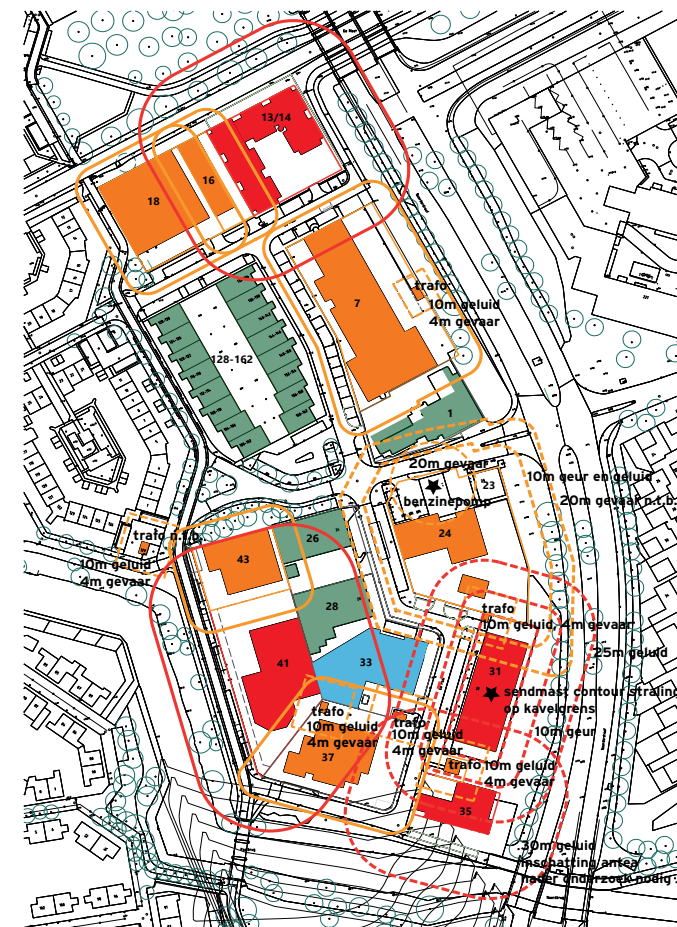 13/14
16
18
trafo
10m geluid
4m gevaar
7
128-162
1
20m gevaar
23
10m geur en geluid
benzinepomp
20m gevaar n.t.b.
24
trafo n.t.b.
26
43
10m geluid
4m gevaar
28
trafo
10m geluid, 4m gevaar
25m geluid
41
33
31
sendmast contour straling
op kavelgrens
trafo
10m geluid
4m gevaar
trafo
10m geluid
4m gevaar
10m geur
37
trafo 10m geluid
4m gevaar
35
30m geluid
inschatting antea
nader onderzoek nodig